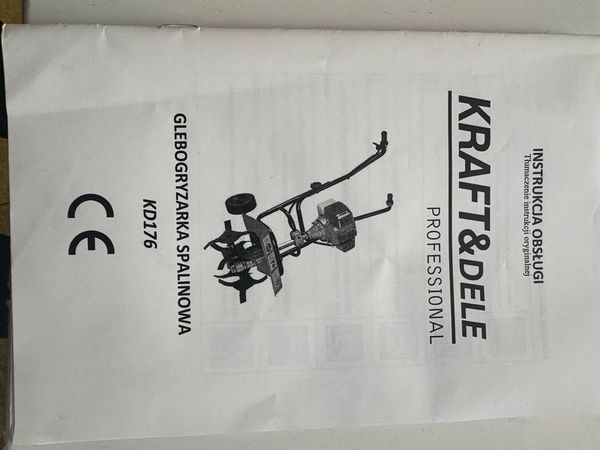 INSTRUKCJA OBSŁUGI
Tłumaczenie instrukcji oryginalnej
KRAFT&DELE
PROFESSIONAL
GLEBOGRYZARKA SPALINOWA
KD176
CE